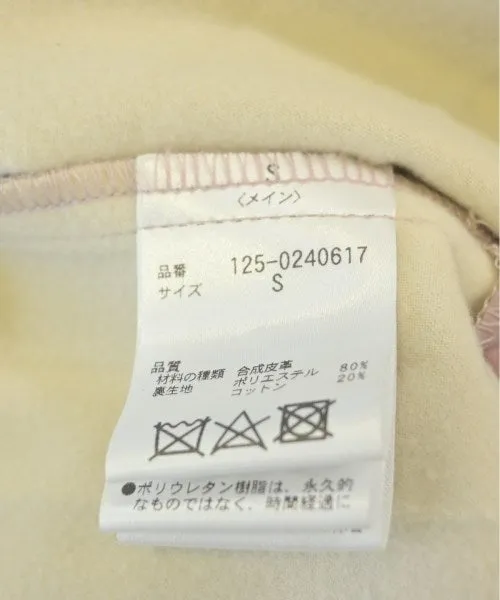 S
〈メイン〉
品番 125-0240617
サイズ S
品質
材料の種類 合成皮革
裏生地 ポリエステル 80%
コットン 20%
●ポリウレタン樹脂は、永久的
なものではなく、時間経過に